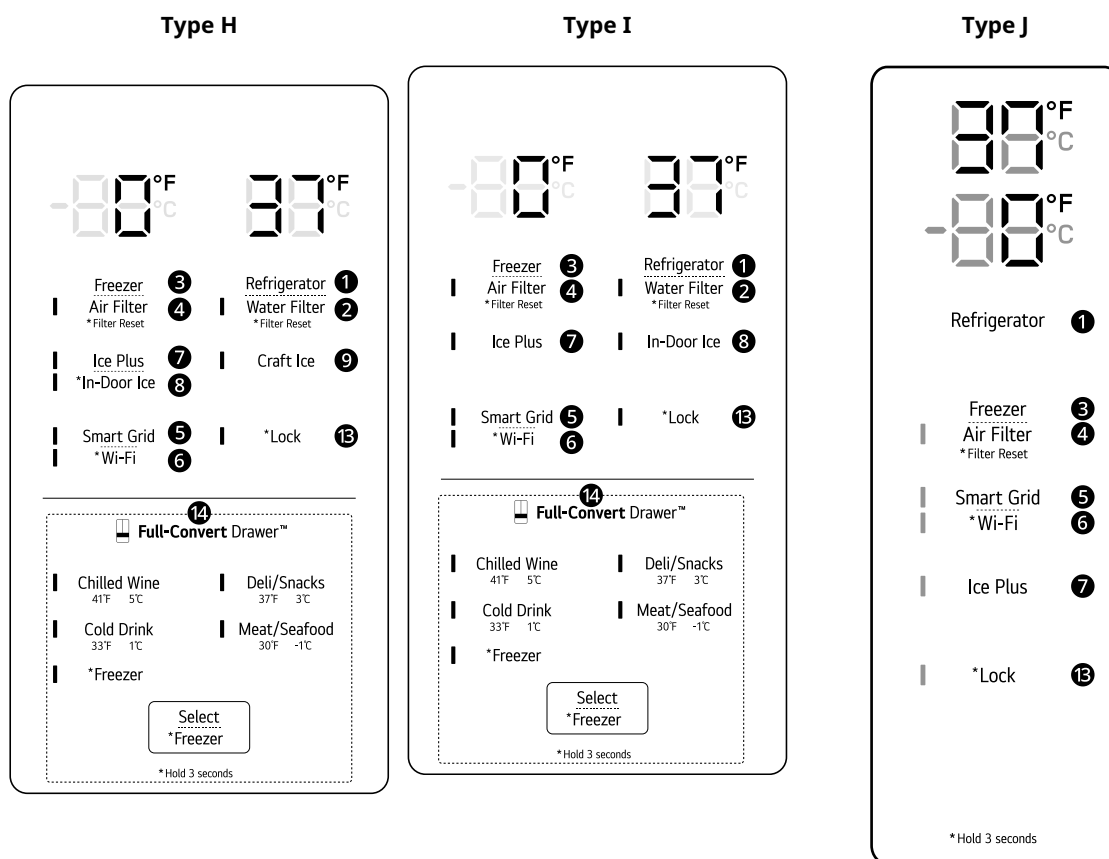 Type H
0 °F °C
37 °F °C
Freezer 3
Refrigerator 1
Air Filter 4
*Filter Reset
Water Filter 2
*Filter Reset
Ice Plus 7
Craft Ice 9
*In-Door Ice 8
Smart Grid 5
*Lock 13
*Wi-Fi 6
14
Full-Convert Drawer™
Chilled Wine
41°F 5°C
Deli/Snacks
37°F 3°C
Cold Drink
33°F 1°C
Meat/Seafood
30°F -1°C
*Freezer
Select
*Freezer
*Hold 3 seconds
Type I
0 °F °C
37 °F °C
Freezer 3
Refrigerator 1
Air Filter 4
*Filter Reset
Water Filter 2
*Filter Reset
Ice Plus 7
In-Door Ice 8
Smart Grid 5
*Lock 13
*Wi-Fi 6
14
Full-Convert Drawer™
Chilled Wine
41°F 5°C
Deli/Snacks
37°F 3°C
Cold Drink
33°F 1°C
Meat/Seafood
30°F -1°C
*Freezer
Select
*Freezer
*Hold 3 seconds
Type J
37 °F °C
0 °F °C
Refrigerator 1
Freezer 3
Air Filter 4
*Filter Reset
Smart Grid 5
*Wi-Fi 6
Ice Plus 7
*Lock 13
*Hold 3 seconds